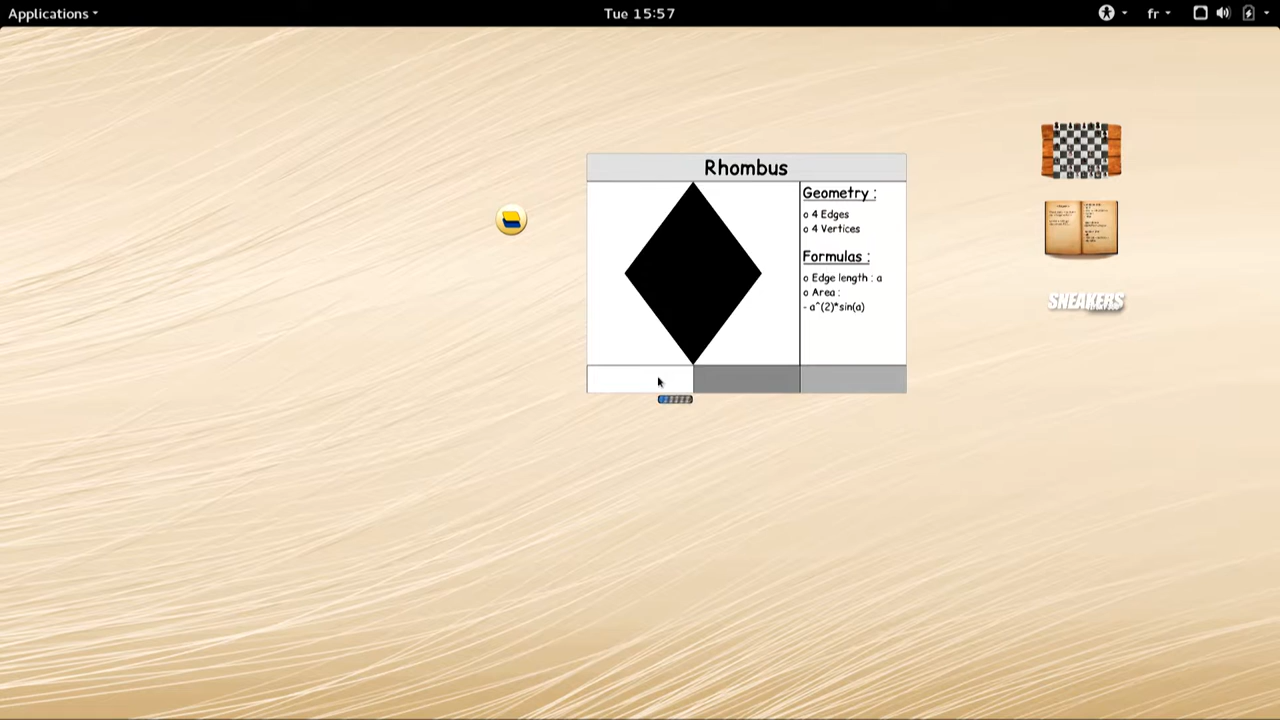 Applications
Tue 15:57
fr
Rhombus
Geometry :
o 4 Edges
o 4 Vertices
Formulas :
o Edge length : a
o Area :
- a^(2)*sin(a)
SNEAKERS